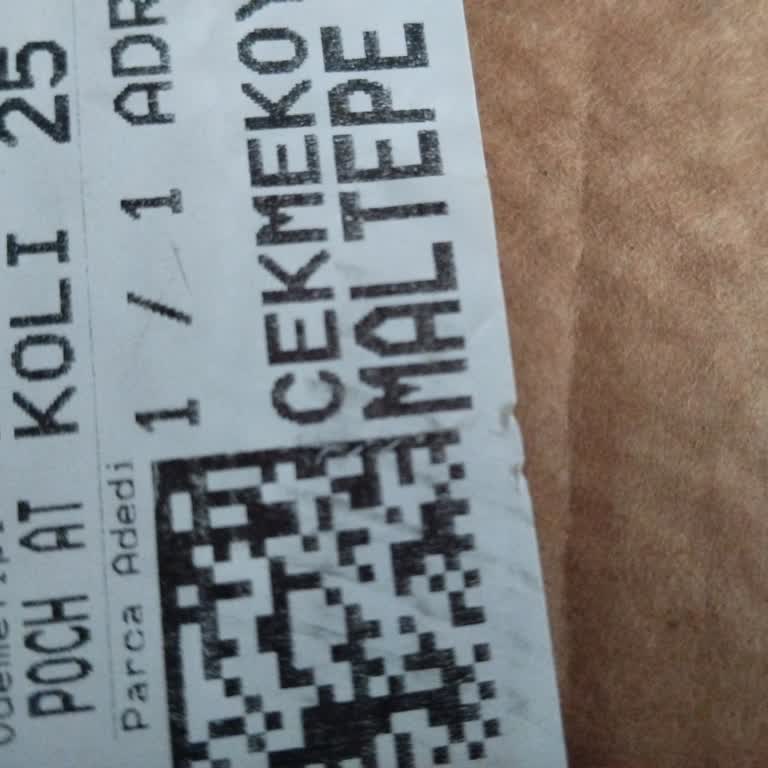 POCH AT KOLI 25
Parca Adedi 1 / 1 ADR
CEKMEKOY
MALTEPE